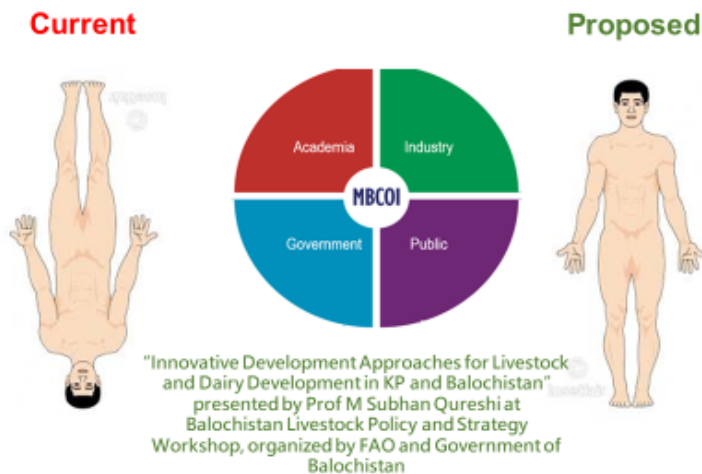 Current
Proposed
Academia
Industry
MBCOI
Government
Public
"Innovative Development Approaches for Livestock
and Dairy Development in KP and Balochistan"
presented by Prof M Subhan Qureshi at
Balochistan Livestock Policy and Strategy
Workshop, organized by FAO and Government of
Balochistan